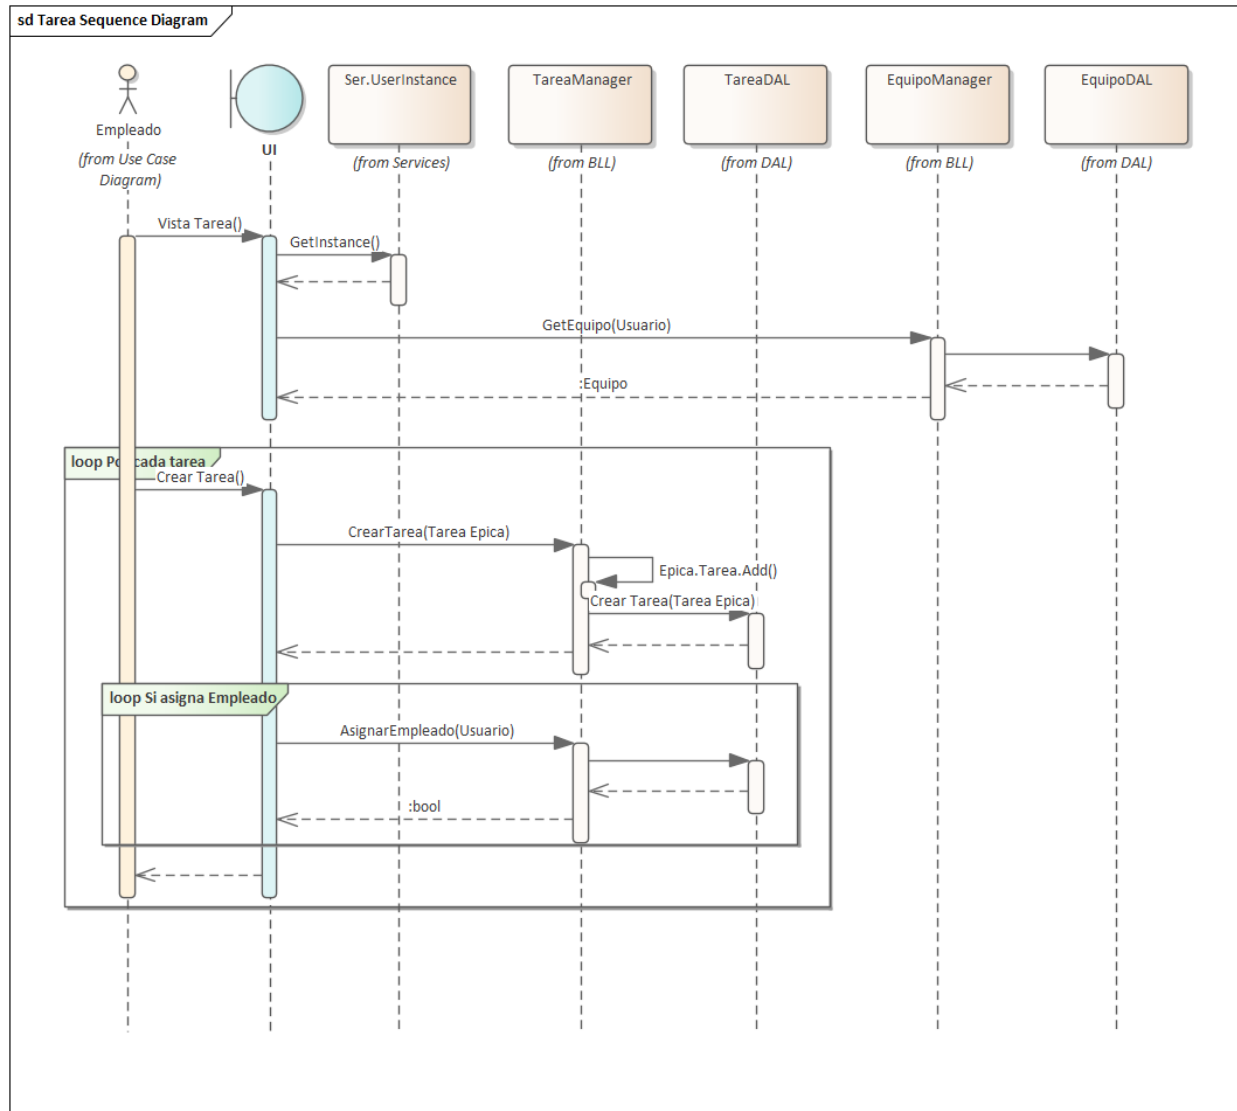 sd Tarea Sequence Diagram
Empleado
(from Use Case
Diagram)
UI
Ser.UserInstance
(from Services)
TareaManager
(from BLL)
TareaDAL
(from DAL)
EquipoManager
(from BLL)
EquipoDAL
(from DAL)
Vista Tarea()
GetInstance()
GetEquipo(Usuario)
:Equipo
loop Por cada tarea
Crear Tarea()
CrearTarea(Tarea Epica)
Epica.Tarea.Add()
Crear Tarea(Tarea Epica)
loop Si asigna Empleado
AsignarEmpleado(Usuario)
:bool